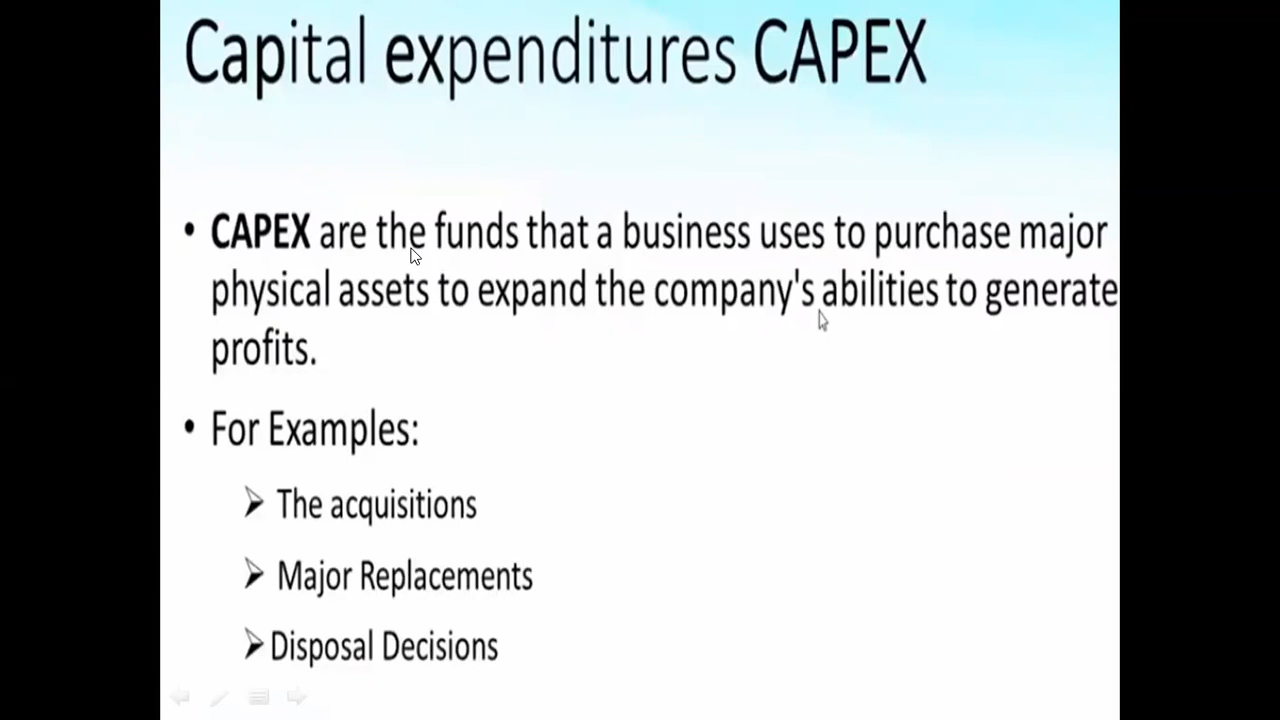 Capital expenditures CAPEX
• CAPEX are the funds that a business uses to purchase major
physical assets to expand the company's abilities to generate
profits.
• For Examples:
➢ The acquisitions
➢ Major Replacements
➢ Disposal Decisions